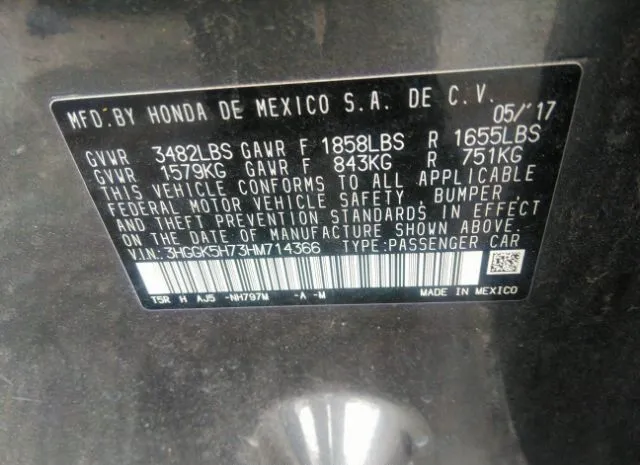 MFD. BY HONDA DE MEXICO S.A. DE C.V. 05/'17
GVWR 3482LBS GAWR F 1858LBS R 1655LBS
GVWR 1579KG GAWR F 843KG R 751KG
THIS VEHICLE CONFORMS TO ALL APPLICABLE
FEDERAL MOTOR VEHICLE SAFETY, BUMPER,
AND THEFT PREVENTION STANDARDS IN EFFECT
ON THE DATE OF MANUFACTURE SHOWN ABOVE.
V.I.N.:3HGGK5H73HM714366 TYPE:PASSENGER CAR
T5R H AJ5 -NH797M -A -M MADE IN MEXICO